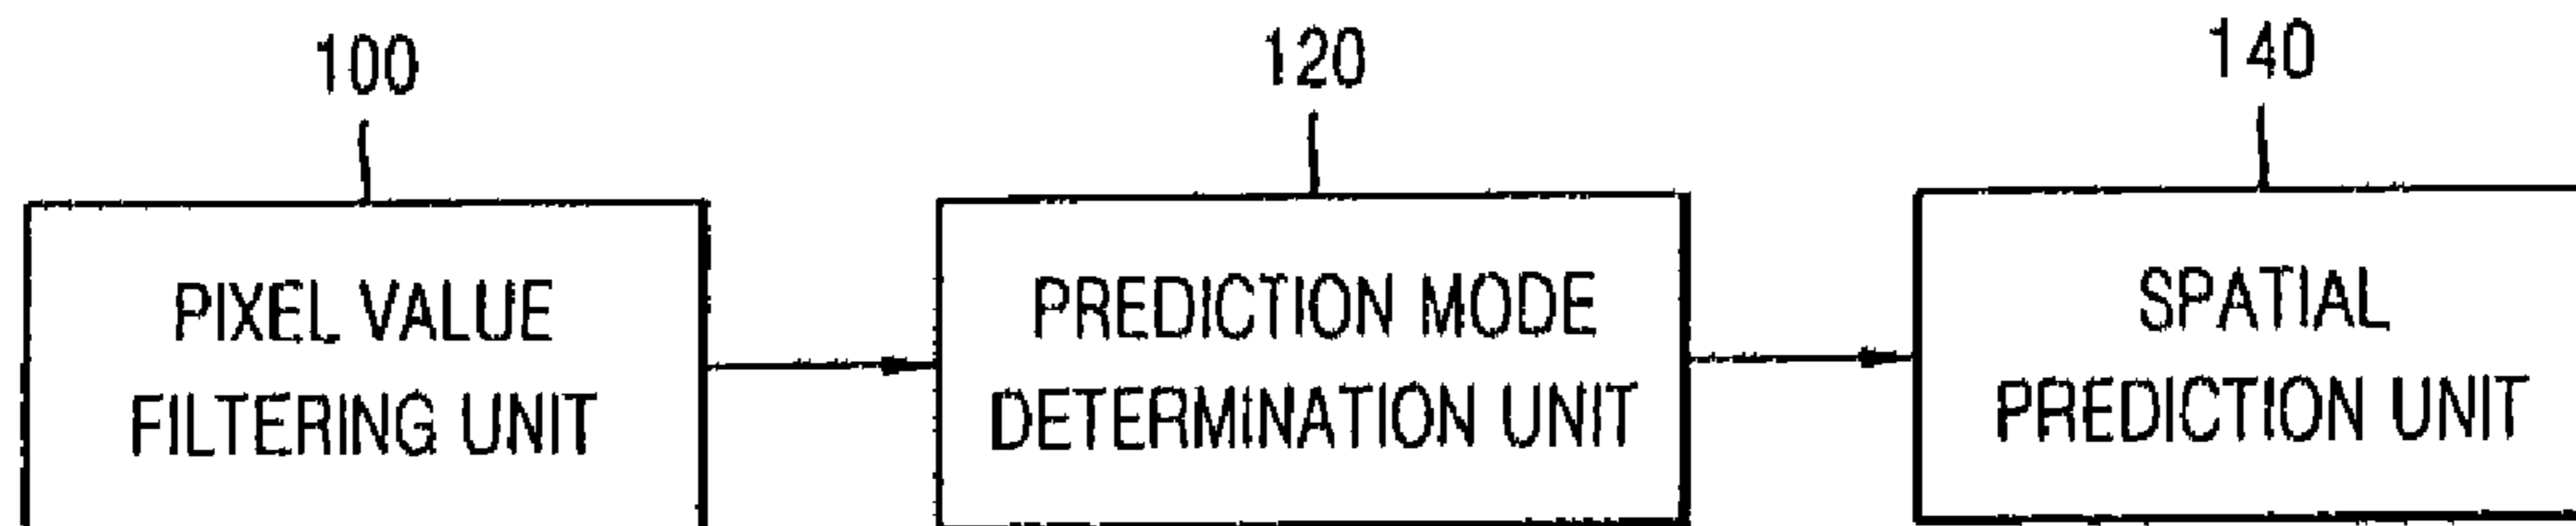 100
120
140
PIXEL VALUE
FILTERING UNIT
PREDICTION MODE
DETERMINATION UNIT
SPATIAL
PREDICTION UNIT